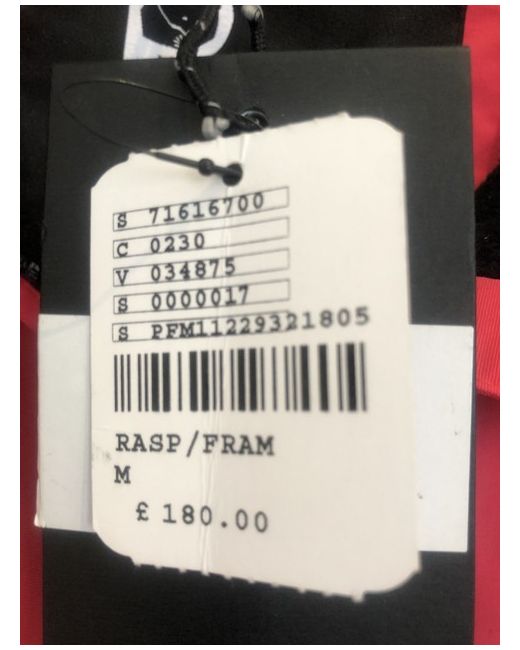 S 71616700
C 0230
V 034875
S 0000017
S PFM11229321805
RASP/FRAM
M
£ 180.00